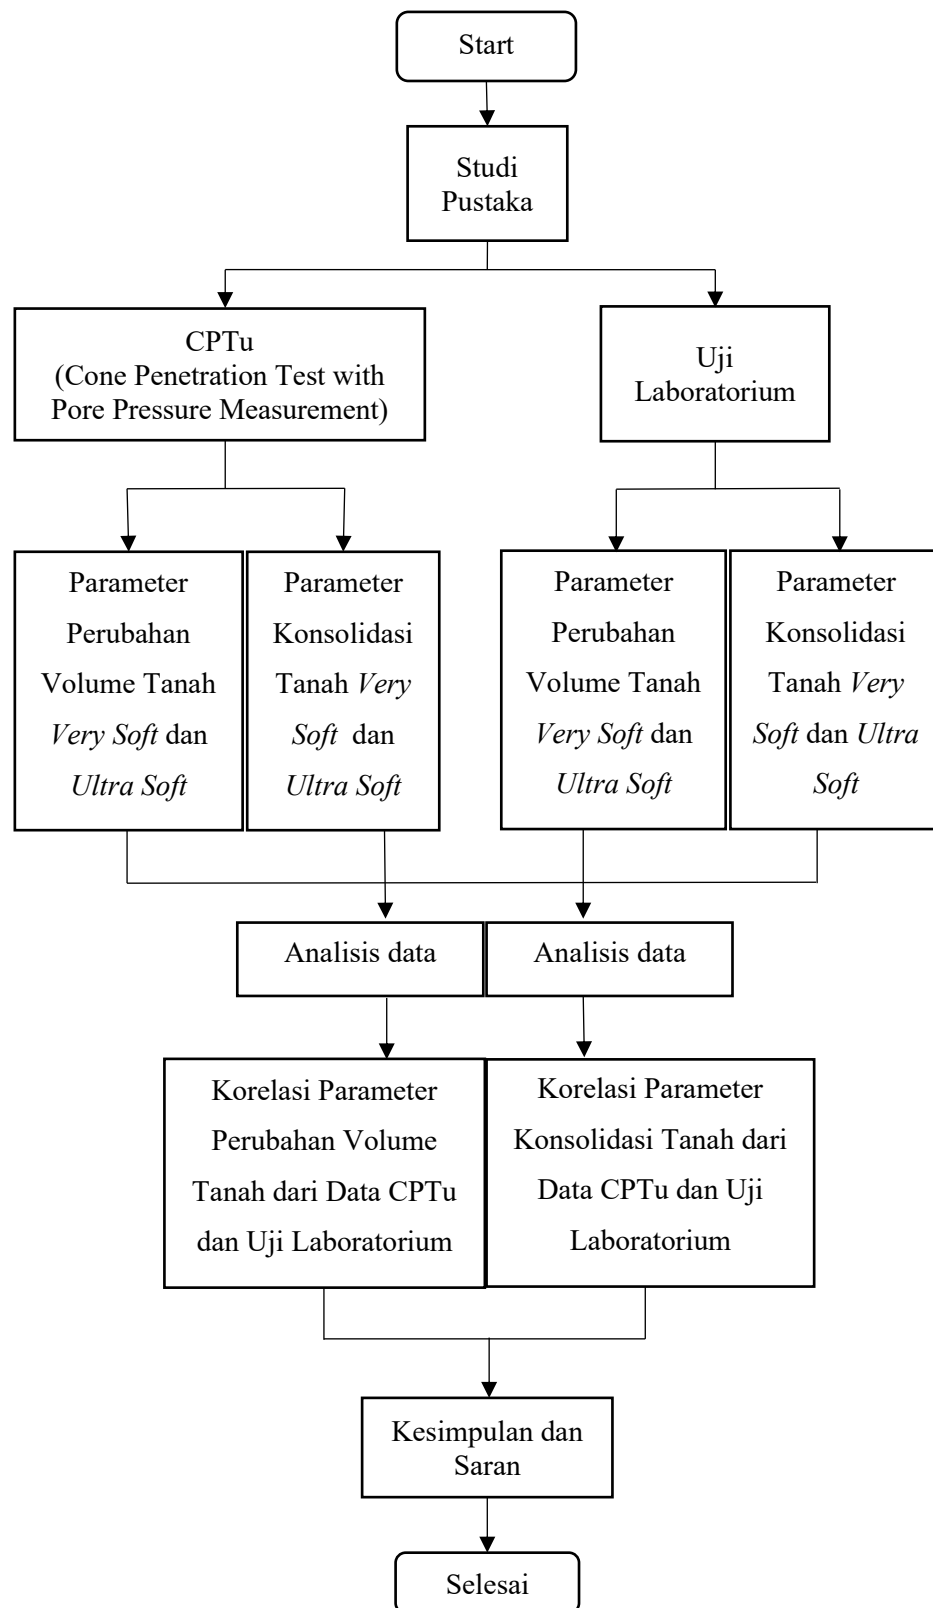 Start
Studi
Pustaka
CPTu
(Cone Penetration Test with
Pore Pressure Measurement)
Uji
Laboratorium
Parameter
Perubahan
Volume Tanah
Very Soft dan
Ultra Soft
Parameter
Konsolidasi
Tanah Very
Soft dan
Ultra Soft
Parameter
Perubahan
Volume Tanah
Very Soft dan
Ultra Soft
Parameter
Konsolidasi
Tanah Very
Soft dan Ultra
Soft
Analisis data
Analisis data
Korelasi Parameter
Perubahan Volume
Tanah dari Data CPTu
dan Uji Laboratorium
Korelasi Parameter
Konsolidasi Tanah dari
Data CPTu dan Uji
Laboratorium
Kesimpulan dan
Saran
Selesai